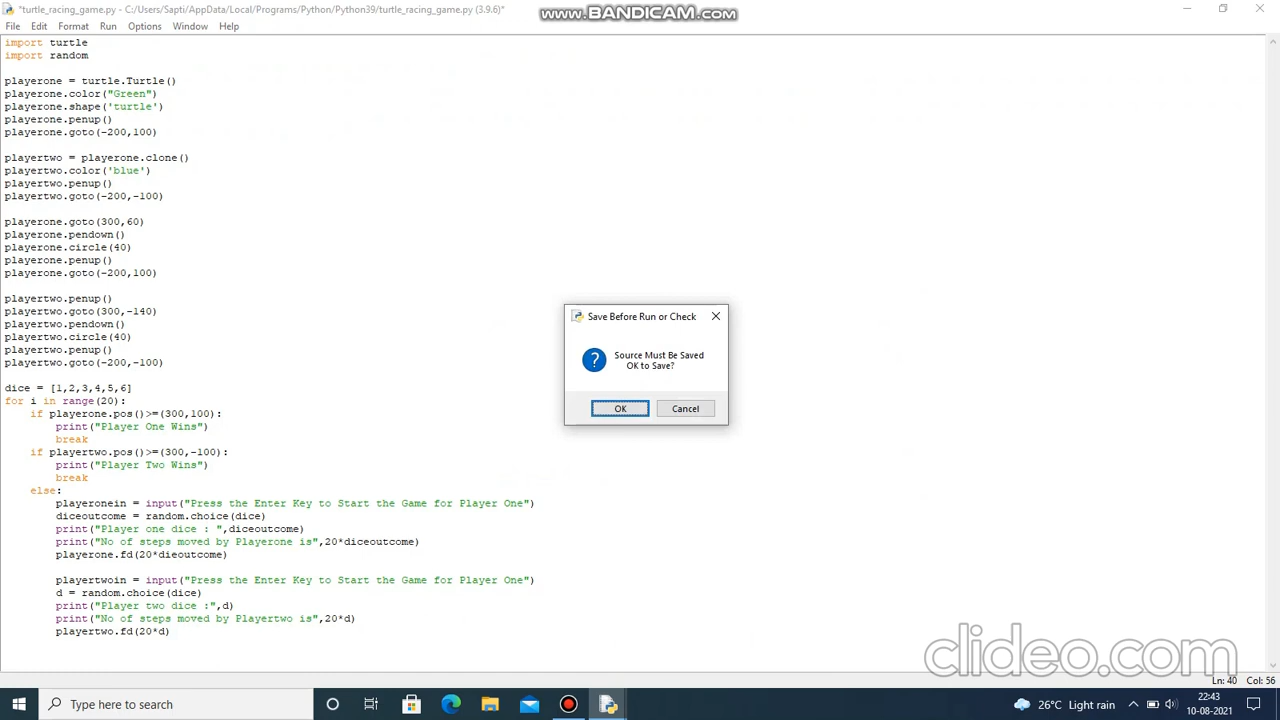 *turtle_racing_game.py - C:/Users/Sapti/AppData/Local/Programs/Python/Python39/turtle_racing_game.py (3.9.6)*
www.BANDICAM.com
File Edit Format Run Options Window Help
import turtle
import random
playerone = turtle.Turtle()
playerone.color("Green")
playerone.shape('turtle')
playerone.penup()
playerone.goto(-200,100)
playertwo = playerone.clone()
playertwo.color('blue')
playertwo.penup()
playertwo.goto(-200,-100)
playerone.goto(300,60)
playerone.pendown()
playerone.circle(40)
playerone.penup()
playerone.goto(-200,100)
playertwo.penup()
playertwo.goto(300,-140)
playertwo.pendown()
playertwo.circle(40)
playertwo.penup()
playertwo.goto(-200,-100)
dice = [1,2,3,4,5,6]
for i in range(20):
if playerone.pos()>=(300,100):
print("Player One Wins")
break
if playertwo.pos()>=(300,-100):
print("Player Two Wins")
break
else:
playeronein = input("Press the Enter Key to Start the Game for Player One")
diceoutcome = random.choice(dice)
print("Player one dice : ",diceoutcome)
print("No of steps moved by Playerone is",20*diceoutcome)
playerone.fd(20*dieoutcome)
playertwoin = input("Press the Enter Key to Start the Game for Player One")
d = random.choice(dice)
print("Player two dice :",d)
print("No of steps moved by Playertwo is",20*d)
playertwo.fd(20*d)
Save Before Run or Check
Source Must Be Saved
OK to Save?
OK Cancel
clideo.com
Ln: 40 Col: 56
Type here to search
26°C Light rain
22:43
10-08-2021